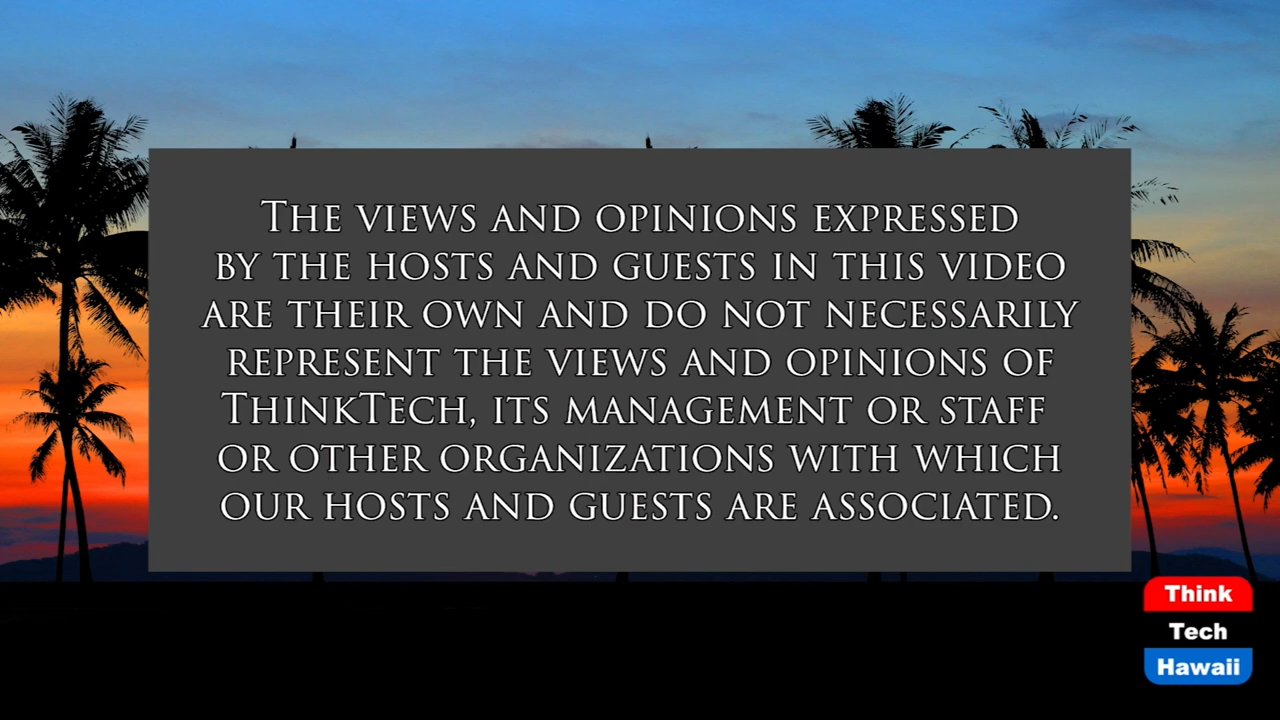 The views and opinions expressed
by the hosts and guests in this video
are their own and do not necessarily
represent the views and opinions of
ThinkTech, its management or staff
or other organizations with which
our hosts and guests are associated.
Think
Tech
Hawaii